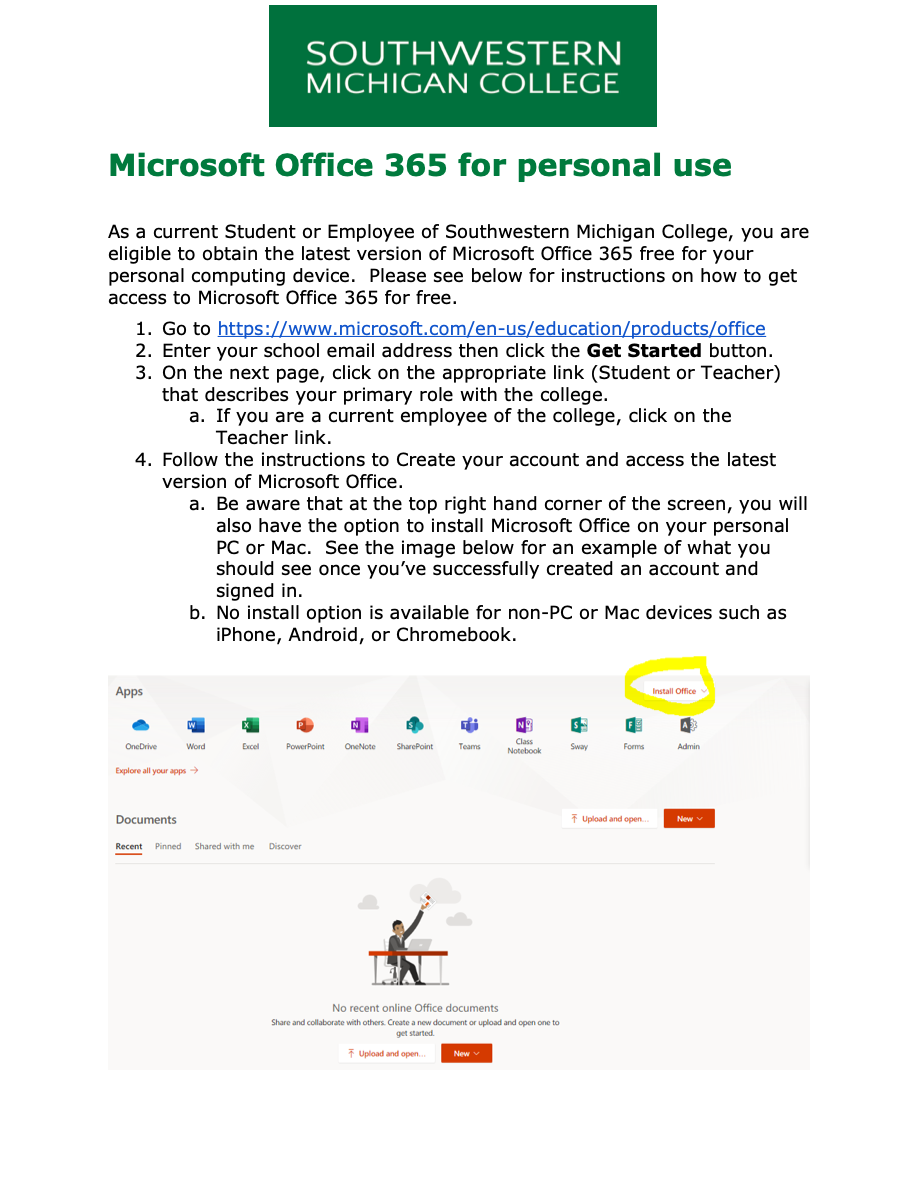 SOUTHWESTERN
MICHIGAN COLLEGE
Microsoft Office 365 for personal use
As a current Student or Employee of Southwestern Michigan College, you are
eligible to obtain the latest version of Microsoft Office 365 free for your
personal computing device.  Please see below for instructions on how to get
access to Microsoft Office 365 for free.
1. Go to https://www.microsoft.com/en-us/education/products/office
2. Enter your school email address then click the Get Started button.
3. On the next page, click on the appropriate link (Student or Teacher)
that describes your primary role with the college.
a. If you are a current employee of the college, click on the
Teacher link.
4. Follow the instructions to Create your account and access the latest
version of Microsoft Office.
a. Be aware that at the top right hand corner of the screen, you will
also have the option to install Microsoft Office on your personal
PC or Mac.  See the image below for an example of what you
should see once you’ve successfully created an account and
signed in.
b. No install option is available for non-PC or Mac devices such as
iPhone, Android, or Chromebook.
Apps Install Office
OneDrive Word Excel PowerPoint OneNote SharePoint Teams Class Notebook Sway Forms Admin
Explore all your apps →
Documents Upload and open... New
Recent Pinned Shared with me Discover
No recent online Office documents
Share and collaborate with others. Create a new document or upload and open one to
get started.
Upload and open... New